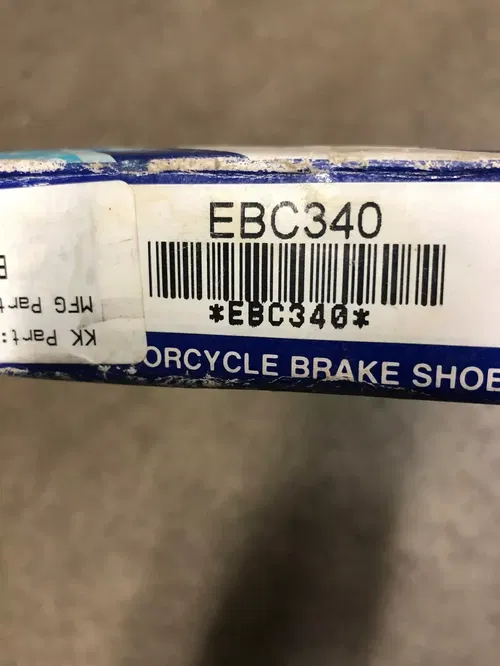 EBC340
*EBC340*
ORCYCLE BRAKE SHOE
KK Part:
MFG Part